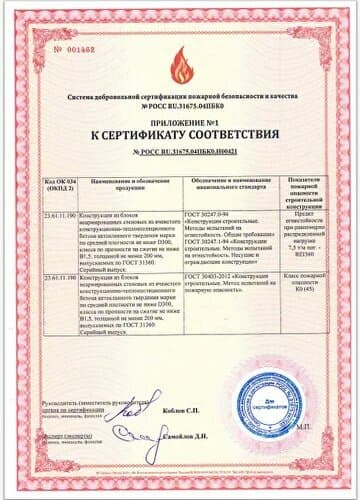 № 001462
Система добровольной сертификации пожарной безопасности и качества
№ РОСС RU.31675.04ПБК0
ПРИЛОЖЕНИЕ №1
К СЕРТИФИКАТУ СООТВЕТСТВИЯ
№ РОСС RU.31675.04ПБК0.Н00421
Код ОК 034 (ОКПД 2)
Наименование и обозначение продукции
Обозначение и наименование национального стандарта
Показатели пожарной опасности строительной конструкции
23.61.11.190
Конструкции из блоков
неармированных стеновых из ячеистого
конструкционно-теплоизоляционного
бетона автоклавного твердения марки
по средней плотности не ниже D300,
класса по прочности на сжатие не ниже
В1,5, толщиной не менее 200 мм,
выпускаемых по ГОСТ 31360.
Серийный выпуск.
ГОСТ 30247.0-94
«Конструкции строительные.
Методы испытаний на
огнестойкость. Общие требования»
ГОСТ 30247.1-94 «Конструкции
строительные. Методы испытаний
на огнестойкость. Несущие и
ограждающие конструкции»
Предел
огнестойкости
при равномерно
распределенной
нагрузке
7,5 т/м пог. -
REI360
23.61.11.190
Конструкции из блоков
неармированных стеновых из ячеистого
конструкционно-теплоизоляционного
бетона автоклавного твердения марки
по средней плотности не ниже D300,
класса по прочности на сжатие не ниже
В1,5, толщиной не менее 200 мм,
выпускаемых по ГОСТ 31360.
Серийный выпуск.
ГОСТ 30403-2012 «Конструкции
строительные. Метод испытаний на
пожарную опасность»
Класс пожарной
опасности
К0 (45)
Руководитель (заместитель руководителя)
органа по сертификации
подпись, инициалы, фамилия
Коблов С.П.
Эксперт (эксперты)
подпись, инициалы, фамилия
Самойлов Д.Н.
Для сертификатов
М.П.